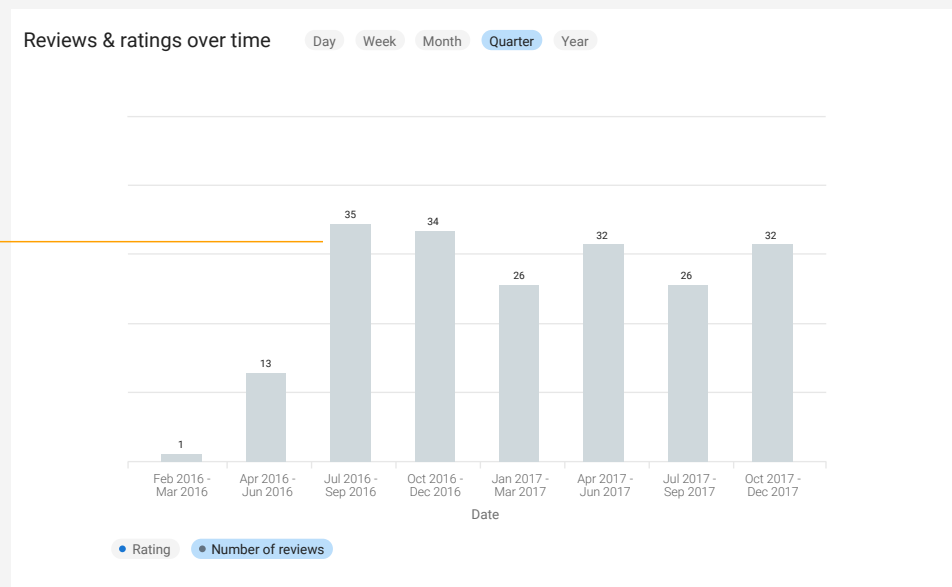 Reviews & ratings over time
Day Week Month Quarter Year
35
34
32
32
26
26
13
1
Feb 2016 -
Mar 2016
Apr 2016 -
Jun 2016
Jul 2016 -
Sep 2016
Oct 2016 -
Dec 2016
Jan 2017 -
Mar 2017
Apr 2017 -
Jun 2017
Jul 2017 -
Sep 2017
Oct 2017 -
Dec 2017
Date
Rating Number of reviews